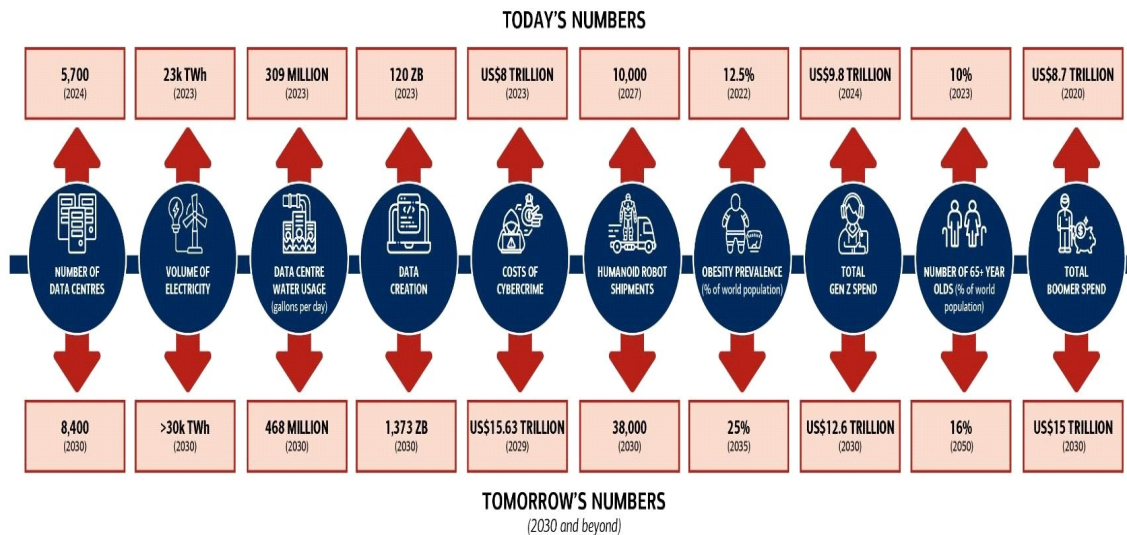 TODAY'S NUMBERS
5,700
(2024)
23k TWh
(2023)
309 MILLION
(2023)
120 ZB
(2023)
US$8 TRILLION
(2023)
10,000
(2027)
12.5%
(2022)
US$9.8 TRILLION
(2024)
10%
(2023)
US$8.7 TRILLION
(2020)
NUMBER OF
DATA CENTRES
VOLUME OF
ELECTRICITY
DATA CENTRE
WATER USAGE
(gallons per day)
DATA
CREATION
COSTS OF
CYBERCRIME
HUMANOID ROBOT
SHIPMENTS
OBESITY PREVALENCE
(% of world population)
TOTAL
GEN Z SPEND
NUMBER OF 65+ YEAR
OLDS (% of world
population)
TOTAL
BOOMER SPEND
8,400
(2030)
>30k TWh
(2030)
468 MILLION
(2030)
1,373 ZB
(2030)
US$15.63 TRILLION
(2029)
38,000
(2030)
25%
(2035)
US$12.6 TRILLION
(2030)
16%
(2050)
US$15 TRILLION
(2030)
TOMORROW'S NUMBERS
(2030 and beyond)